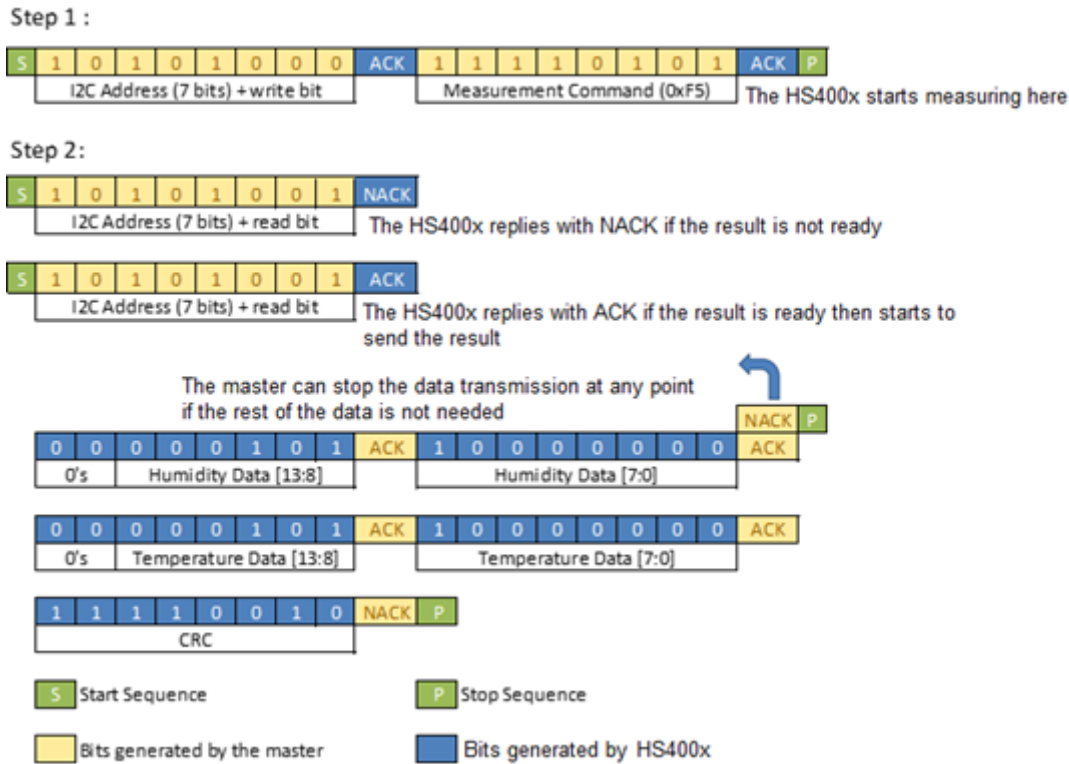 Step 1 :
S 1 0 1 0 1 0 0 0 ACK 1 1 1 1 0 1 0 1 ACK P
I2C Address (7 bits) + write bit Measurement Command (0xF5) The HS400x starts measuring here
Step 2:
S 1 0 1 0 1 0 0 1 NACK
I2C Address (7 bits) + read bit The HS400x replies with NACK if the result is not ready
S 1 0 1 0 1 0 0 1 ACK
I2C Address (7 bits) + read bit The HS400x replies with ACK if the result is ready then starts to
send the result
The master can stop the data transmission at any point
if the rest of the data is not needed
NACK P
0 0 0 0 0 1 0 1 ACK 1 0 0 0 0 0 0 0 ACK
0's Humidity Data [13:8] Humidity Data [7:0]
0 0 0 0 0 1 0 1 ACK 1 0 0 0 0 0 0 0 ACK
0's Temperature Data [13:8] Temperature Data [7:0]
1 1 1 1 0 0 1 0 NACK P
CRC
S Start Sequence P Stop Sequence
Bits generated by the master Bits generated by HS400x